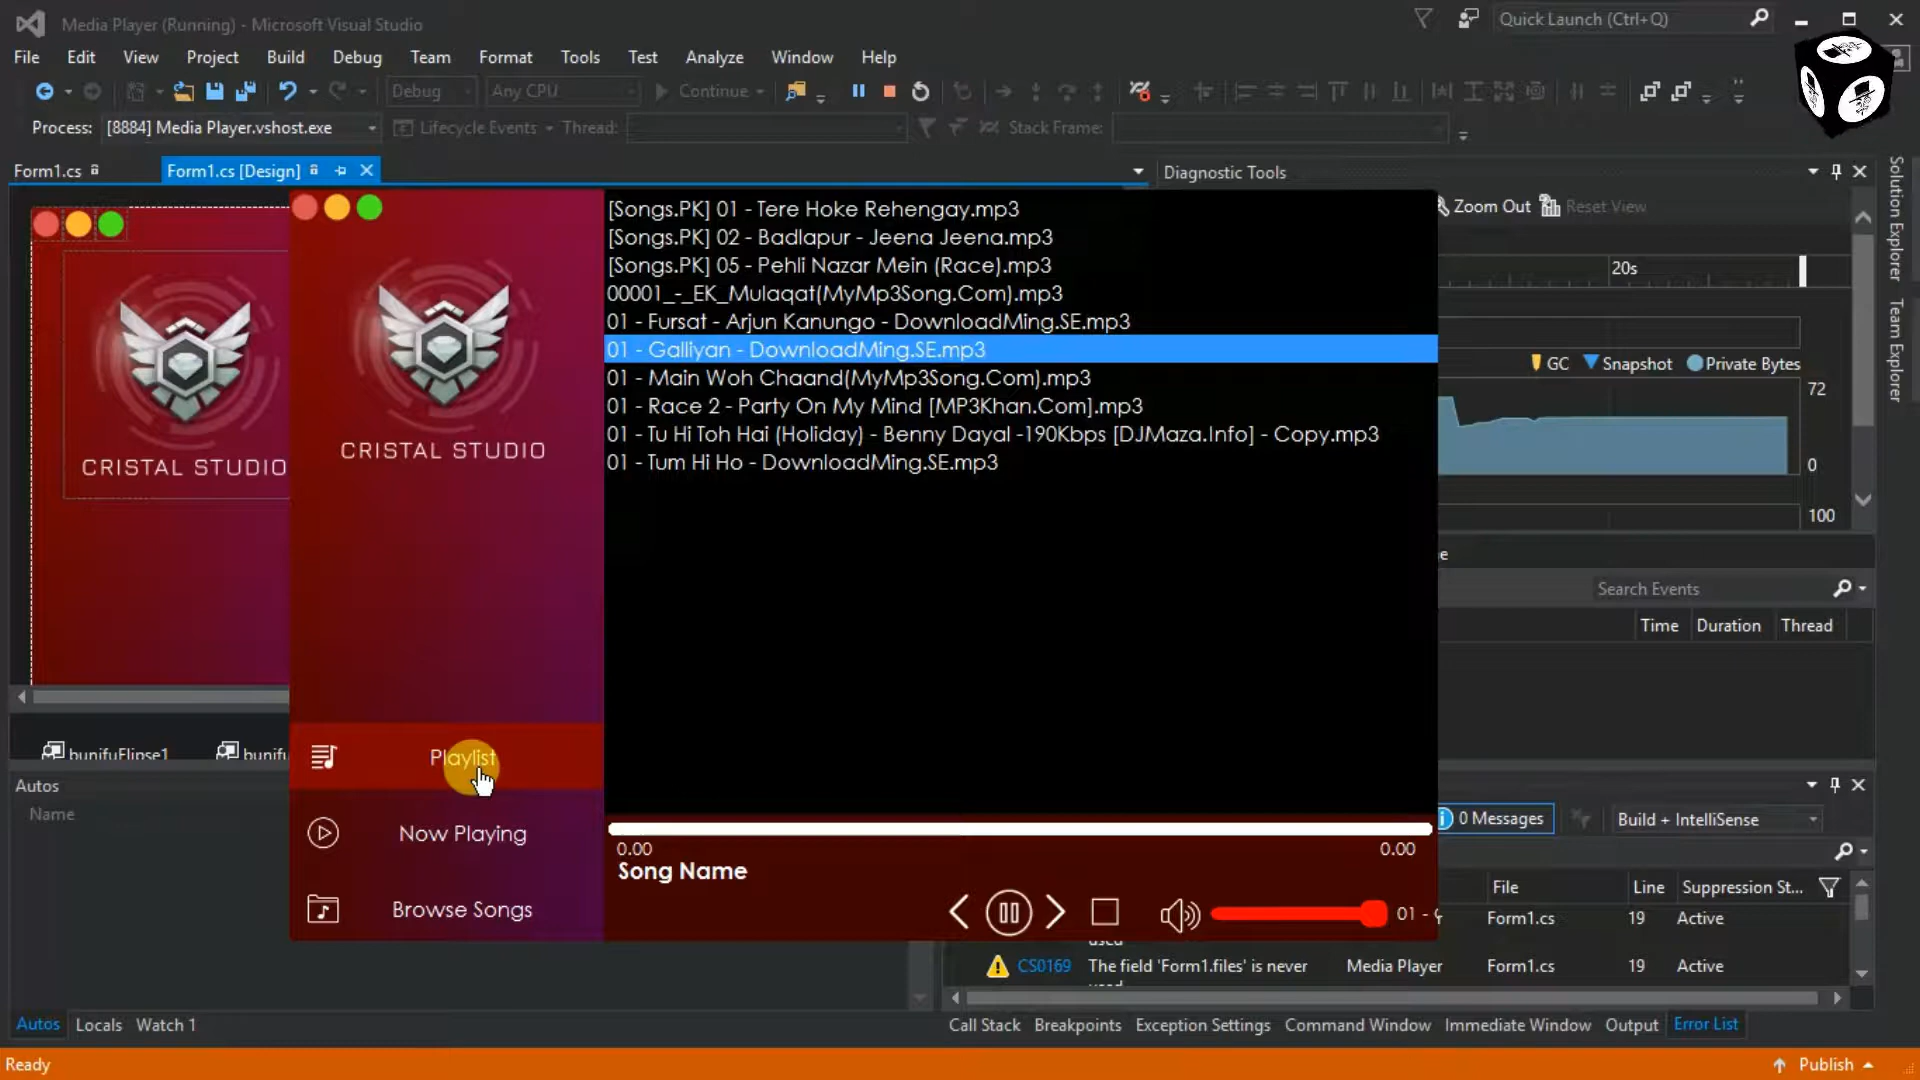 Media Player (Running) - Microsoft Visual Studio
Quick Launch (Ctrl+Q)
File Edit View Project Build Debug Team Format Tools Test Analyze Window Help
Debug Any CPU Continue
Process: [8884] Media Player.vshost.exe Lifecycle Events Thread: Stack Frame:
Form1.cs Form1.cs [Design] Diagnostic Tools
Solution Explorer
Team Explorer
Zoom Out Reset View
20s
GC Snapshot Private Bytes
72
0
100
CRISTAL STUDIO
CRISTAL STUDIO
[Songs.PK] 01 - Tere Hoke Rehengay.mp3
[Songs.PK] 02 - Badlapur - Jeena Jeena.mp3
[Songs.PK] 05 - Pehli Nazar Mein (Race).mp3
00001_-_EK_Mulaqat(MyMp3Song.Com).mp3
01 - Fursat - Arjun Kanungo - DownloadMing.SE.mp3
01 - Galliyan - DownloadMing.SE.mp3
01 - Main Woh Chaand(MyMp3Song.Com).mp3
01 - Race 2 - Party On My Mind [MP3Khan.Com].mp3
01 - Tu Hi Toh Hai (Holiday) - Benny Dayal -190Kbps [DJMaza.Info] - Copy.mp3
01 - Tum Hi Ho - DownloadMing.SE.mp3
Search Events
Time Duration Thread
bunifuElipse1
Autos
Name
Playlist
Now Playing
Browse Songs
0.00 0.00
Song Name
01 -
0 Messages Build + IntelliSense
File Line Suppression St...
Form1.cs 19 Active
used
CS0169 The field 'Form1.files' is never Media Player Form1.cs 19 Active
Autos Locals Watch 1
Call Stack Breakpoints Exception Settings Command Window Immediate Window Output Error List
Ready Publish